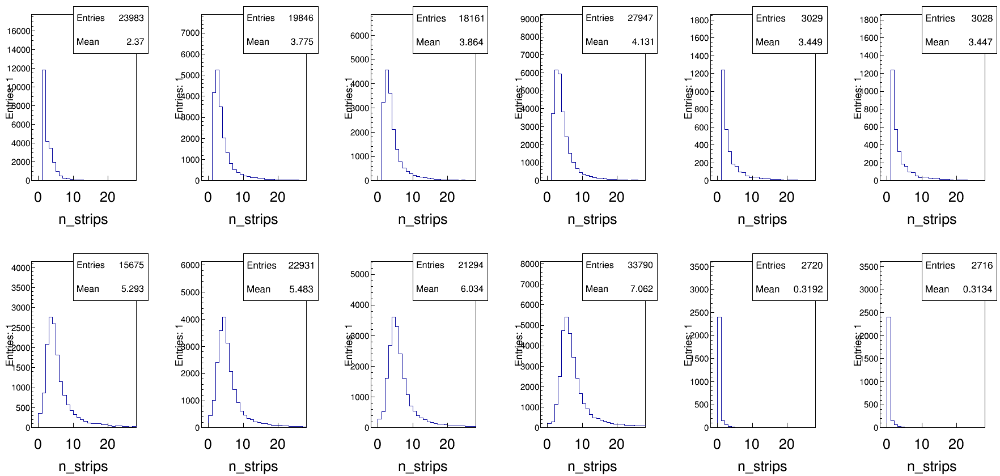 Entries 23983
Mean 2.37
16000
14000
12000
10000
8000
6000
4000
2000
0
Entries: 1
0 10 20
n_strips
Entries 19846
Mean 3.775
7000
6000
5000
4000
3000
2000
1000
0
Entries: 1
0 10 20
n_strips
Entries 18161
Mean 3.864
6000
5000
4000
3000
2000
1000
0
Entries: 1
0 10 20
n_strips
Entries 27947
Mean 4.131
9000
8000
7000
6000
5000
4000
3000
2000
1000
0
Entries: 1
0 10 20
n_strips
Entries 3029
Mean 3.449
1800
1600
1400
1200
1000
800
600
400
200
0
Entries: 1
0 10 20
n_strips
Entries 3028
Mean 3.447
1800
1600
1400
1200
1000
800
600
400
200
0
Entries: 1
0 10 20
n_strips
Entries 15675
Mean 5.293
4000
3500
3000
2500
2000
1500
1000
500
0
Entries: 1
0 10 20
n_strips
Entries 22931
Mean 5.483
6000
5000
4000
3000
2000
1000
0
Entries: 1
0 10 20
n_strips
Entries 21294
Mean 6.034
5000
4000
3000
2000
1000
0
Entries: 1
0 10 20
n_strips
Entries 33790
Mean 7.062
8000
7000
6000
5000
4000
3000
2000
1000
0
Entries: 1
0 10 20
n_strips
Entries 2720
Mean 0.3192
3500
3000
2500
2000
1500
1000
500
0
Entries: 1
0 10 20
n_strips
Entries 2716
Mean 0.3134
3500
3000
2500
2000
1500
1000
500
0
Entries: 1
0 10 20
n_strips